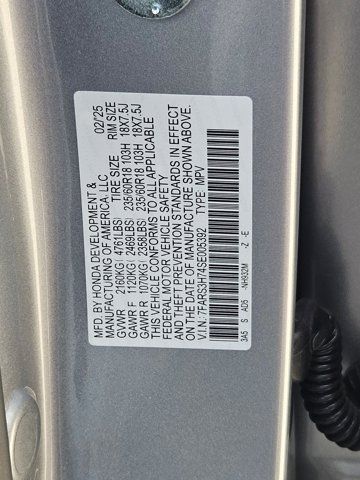 MFD. BY HONDA DEVELOPMENT & 02/25
MANUFACTURING OF AMERICA, LLC
TIRE SIZE RIM SIZE
GVWR 2160KG( 4761LBS)
GAWR F 1120KG( 2469LBS) 235/60R18 103H 18X7.5J
GAWR R 1070KG( 2358LBS) 235/60R18 103H 18X7.5J
THIS VEHICLE CONFORMS TO ALL APPLICABLE
FEDERAL MOTOR VEHICLE SAFETY, BUMPER
AND THEFT PREVENTION STANDARDS IN EFFECT
ON THE DATE OF MANUFACTURE SHOWN ABOVE.
V.I.N.: 7FARS3H74SE005392 TYPE: MPV
3A5 S AD5 -NH892M -Z -E